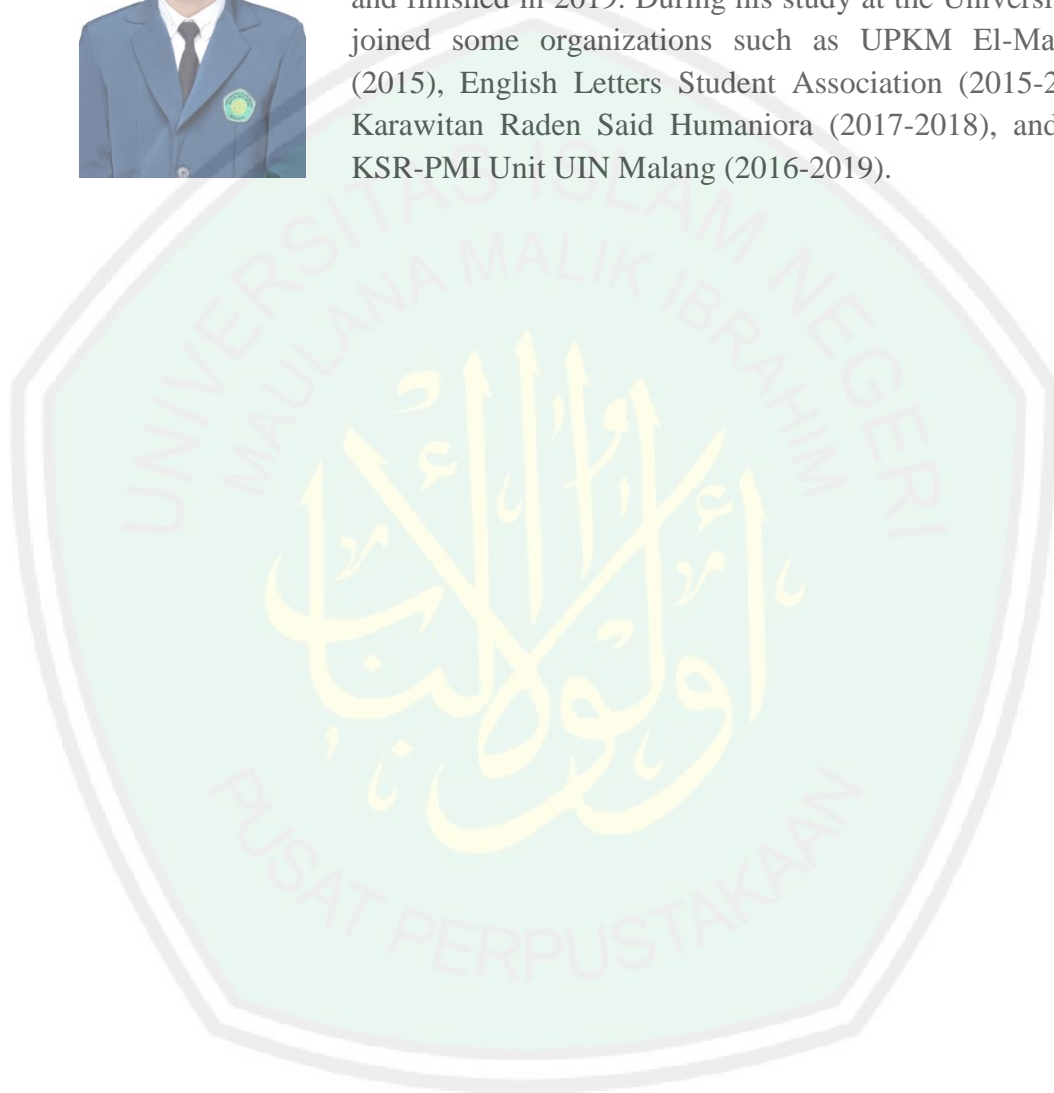 and finished in 2019. During his study at the Universi
joined some organizations such as UPKM El-Ma
(2015), English Letters Student Association (2015-2
Karawitan Raden Said Humaniora (2017-2018), and
KSR-PMI Unit UIN Malang (2016-2019).
UNIVERSITAS ISLAM NEGERI
MAULANA MALIK IBRAHIM
أولوا الألباب
PUSAT PERPUSTAKAAN